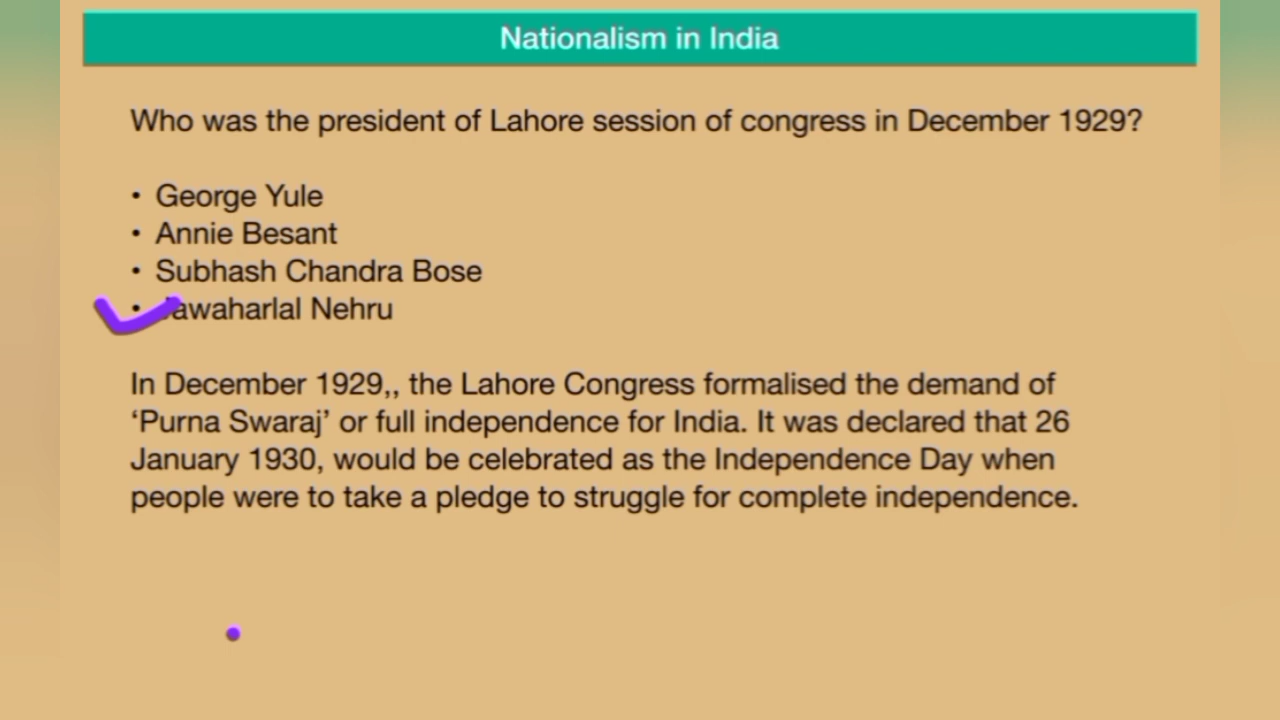 Nationalism in India
Who was the president of Lahore session of congress in December 1929?
• George Yule
• Annie Besant
• Subhash Chandra Bose
• Jawaharlal Nehru
In December 1929,, the Lahore Congress formalised the demand of
‘Purna Swaraj’ or full independence for India. It was declared that 26
January 1930, would be celebrated as the Independence Day when
people were to take a pledge to struggle for complete independence.